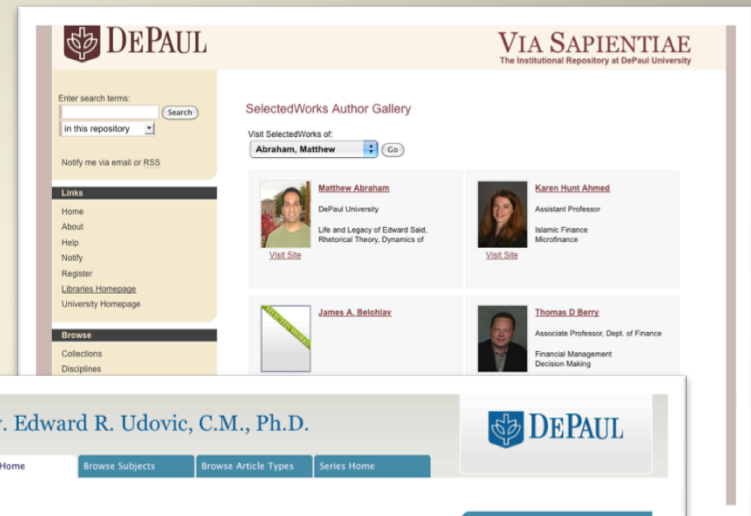 DEPAUL
VIA SAPIENTIAE
The Institutional Repository at DePaul University
Enter search terms:
Search
in this repository
Notify me via email or RSS
Links
Home
About
Help
Notify
Register
Libraries Homepage
University Homepage
Browse
Collections
Disciplines
SelectedWorks Author Gallery
Visit SelectedWorks of:
Abraham, Matthew
Go
Matthew Abraham
DePaul University
Life and Legacy of Edward Said,
Rhetorical Theory, Dynamics of
Visit Site
Karen Hunt Ahmed
Assistant Professor
Islamic Finance
Microfinance
Visit Site
James A. Belohlav
Thomas D Berry
Associate Professor, Dept. of Finance
Financial Management
Decision Making
v. Edward R. Udovic, C.M., Ph.D.
DEPAUL
Home
Browse Subjects
Browse Article Types
Series Home